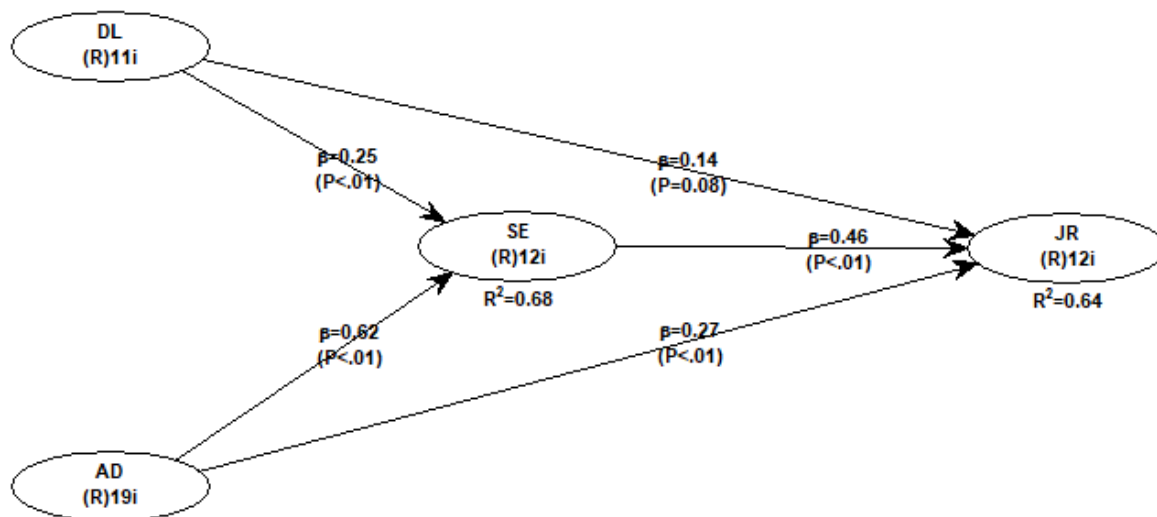 DL
(R)11i
β=0.25
(P<.01)
β=0.14
(P=0.08)
SE
(R)12i
R²=0.68
β=0.46
(P<.01)
JR
(R)12i
R²=0.64
β=0.62
(P<.01)
β=0.27
(P<.01)
AD
(R)19i